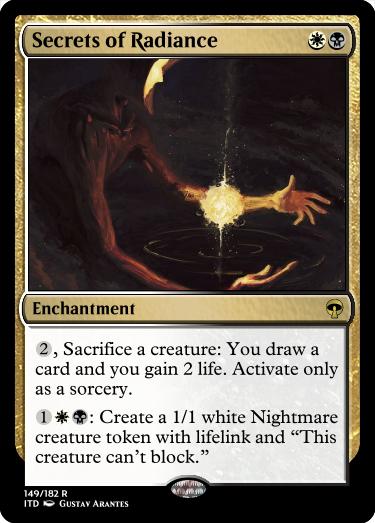 Secrets of Radiance
Enchantment
2, Sacrifice a creature: You draw a
card and you gain 2 life. Activate only
as a sorcery.
1: Create a 1/1 white Nightmare
creature token with lifelink and “This
creature can’t block.”
149/182 R
ITD Gustav Arantes